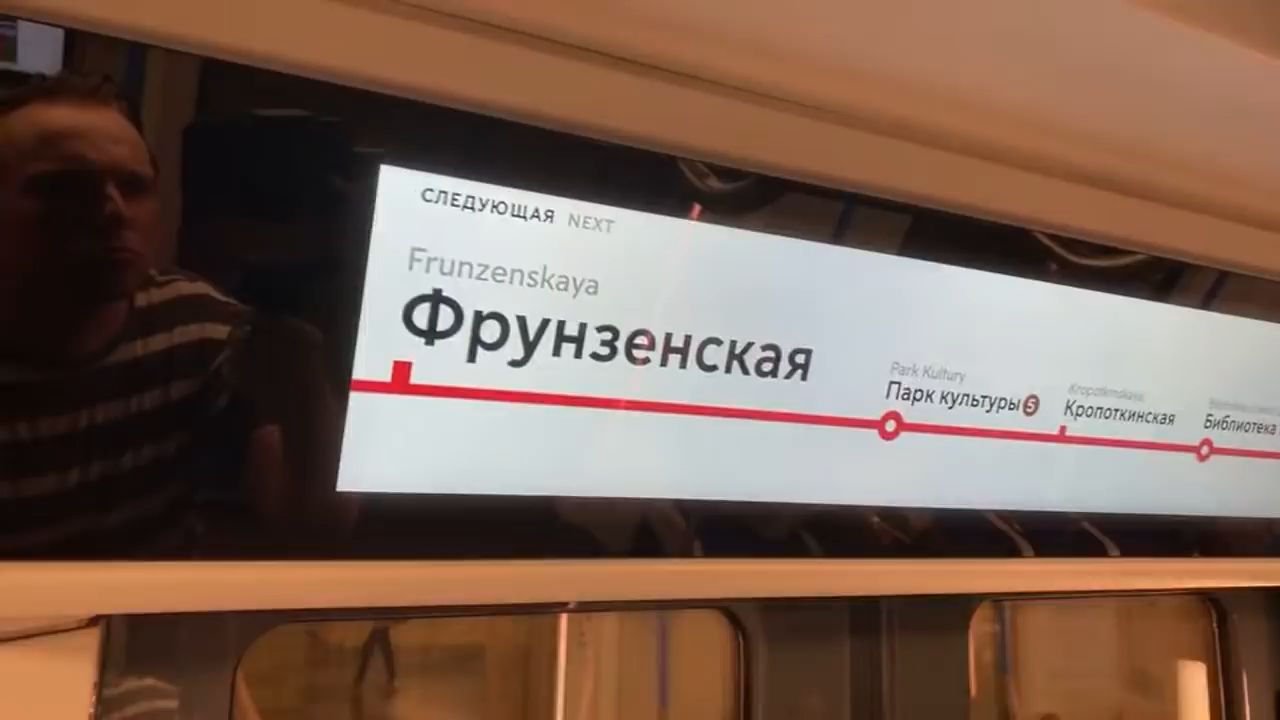 СЛЕДУЮЩАЯ NEXT
Frunzenskaya
Фрунзенская
Park Kultury
Парк культуры 5
Kropotkinskaya
Кропоткинская
Библиотека